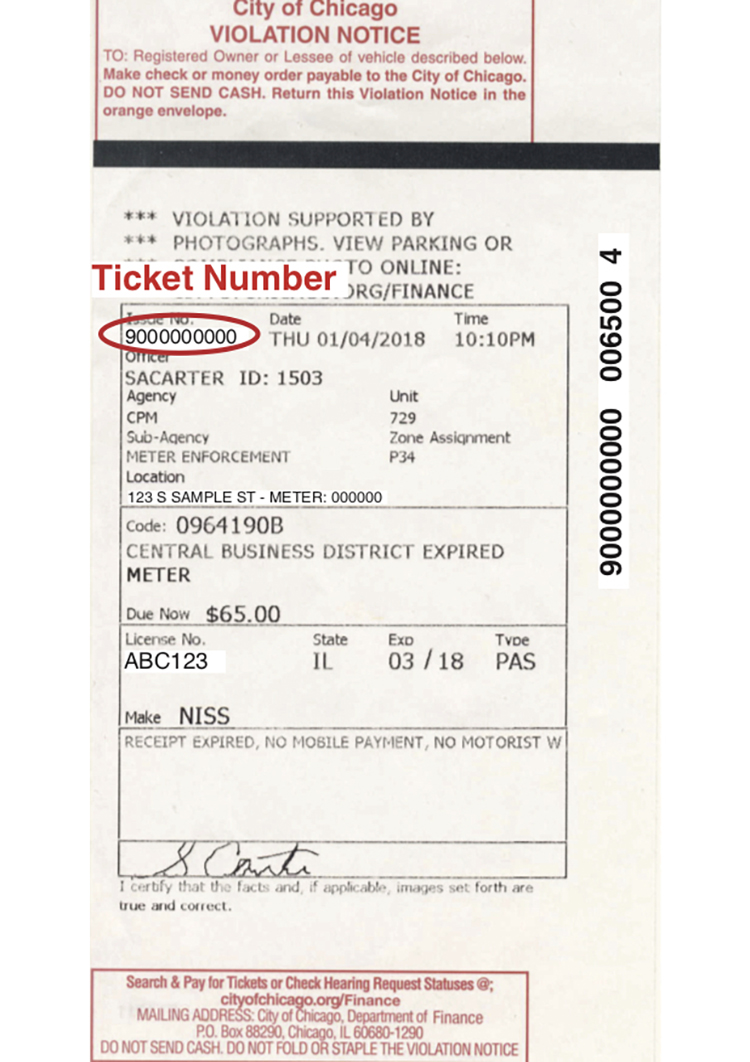 City of Chicago
VIOLATION NOTICE
TO: Registered Owner or Lessee of vehicle described below.
Make check or money order payable to the City of Chicago.
DO NOT SEND CASH. Return this Violation Notice in the
orange envelope.
*** VIOLATION SUPPORTED BY
*** PHOTOGRAPHS. VIEW PARKING OR
TO ONLINE:
Ticket Number
ORG/FINANCE
Issue No. Date Time
9000000000 THU 01/04/2018 10:10PM
Officer
SACARTER ID: 1503
Agency Unit
CPM 729
Sub-Agency Zone Assignment
METER ENFORCEMENT P34
Location
123 S SAMPLE ST - METER: 000000
Code: 0964190B
CENTRAL BUSINESS DISTRICT EXPIRED
METER
Due Now $65.00
License No. State Exp Type
ABC123 IL 03 / 18 PAS
Make NISS
RECEIPT EXPIRED, NO MOBILE PAYMENT, NO MOTORIST W
I certify that the facts and, if applicable, images set forth are
true and correct.
9000000000 006500 4
Search & Pay for Tickets or Check Hearing Request Statuses @;
cityofchicago.org/Finance
MAILING ADDRESS: City of Chicago, Department of Finance
P.O. Box 88290, Chicago, IL 60680-1290
DO NOT SEND CASH. DO NOT FOLD OR STAPLE THE VIOLATION NOTICE